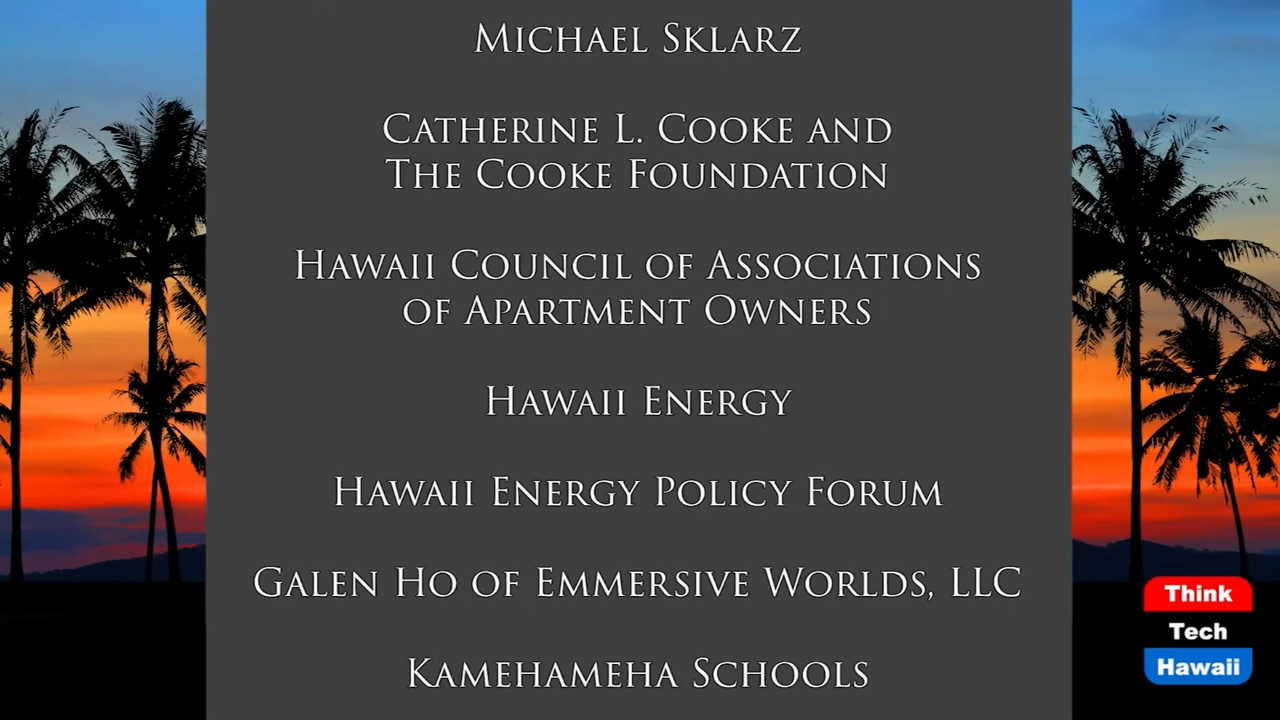 Michael Sklarz
Catherine L. Cooke and
The Cooke Foundation
Hawaii Council of Associations
of Apartment Owners
Hawaii Energy
Hawaii Energy Policy Forum
Galen Ho of Emmersive Worlds, LLC
Kamehameha Schools
Think
Tech
Hawaii